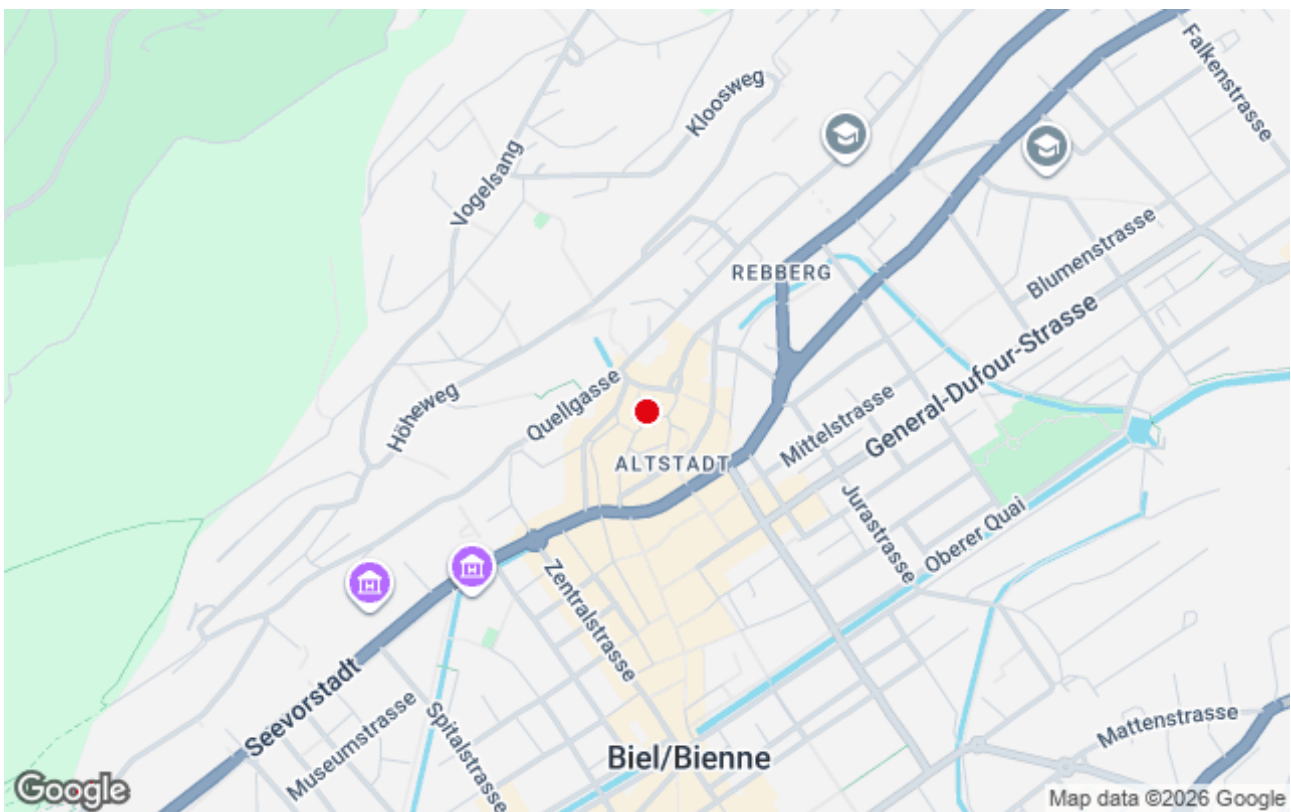 Falkenstrasse
Kloosweg
Vogelsang
Blumenstrasse
REBBERG
General-Dufour-Strasse
Höheweg
Quellgasse
Mittelstrasse
ALTSTADT
Jurastrasse
Oberer Quai
Zentralstrasse
Seevorstadt
Museumstrasse
Spitalstrasse
Mattenstrasse
Biel/Bienne
Google
Map data ©2026 Google